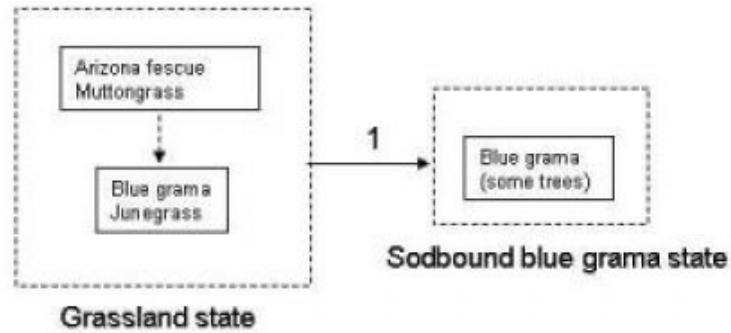 Arizona fescue
Muttongrass
Blue grama
Junegrass
Grassland state
1
Blue grama
(some trees)
Sodbound blue grama state